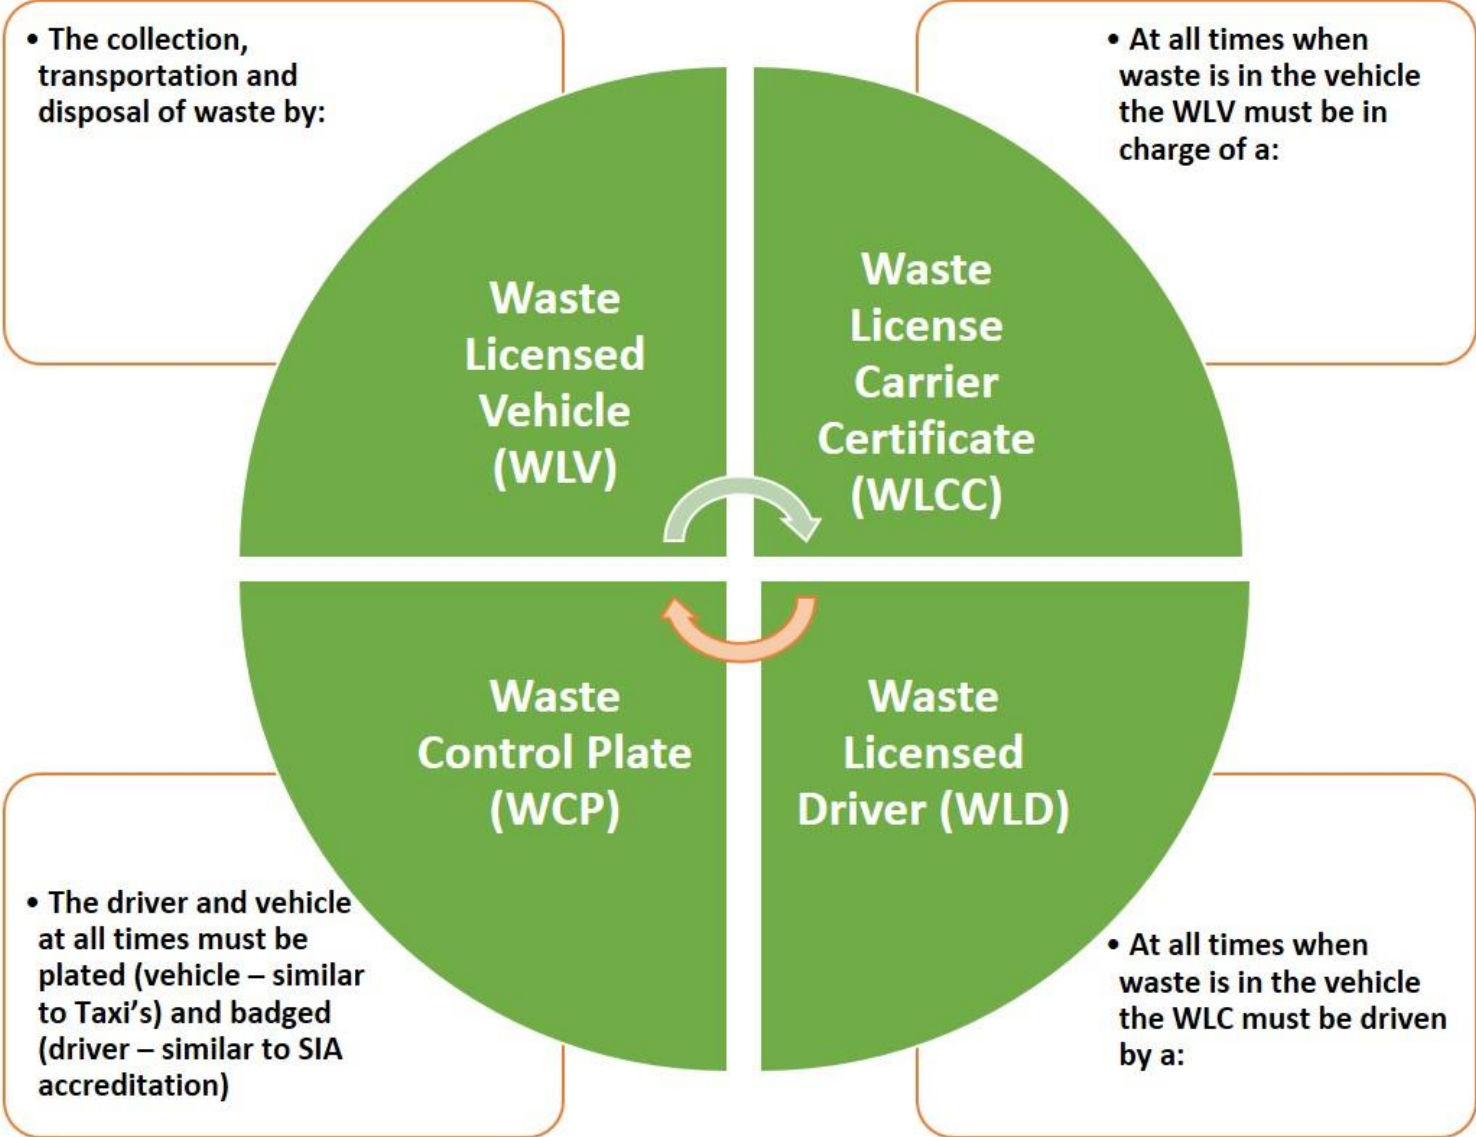 • The collection,
transportation and
disposal of waste by:
• At all times when
waste is in the vehicle
the WLV must be in
charge of a:
Waste
Licensed
Vehicle
(WLV)
Waste
License
Carrier
Certificate
(WLCC)
Waste
Control Plate
(WCP)
Waste
Licensed
Driver (WLD)
• The driver and vehicle
at all times must be
plated (vehicle – similar
to Taxi’s) and badged
(driver – similar to SIA
accreditation)
• At all times when
waste is in the vehicle
the WLC must be driven
by a: